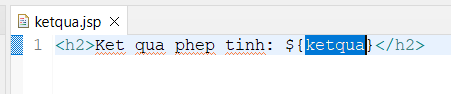 ketqua.jsp
1 <h2>Ket qua phep tinh: ${ketqua}</h2>